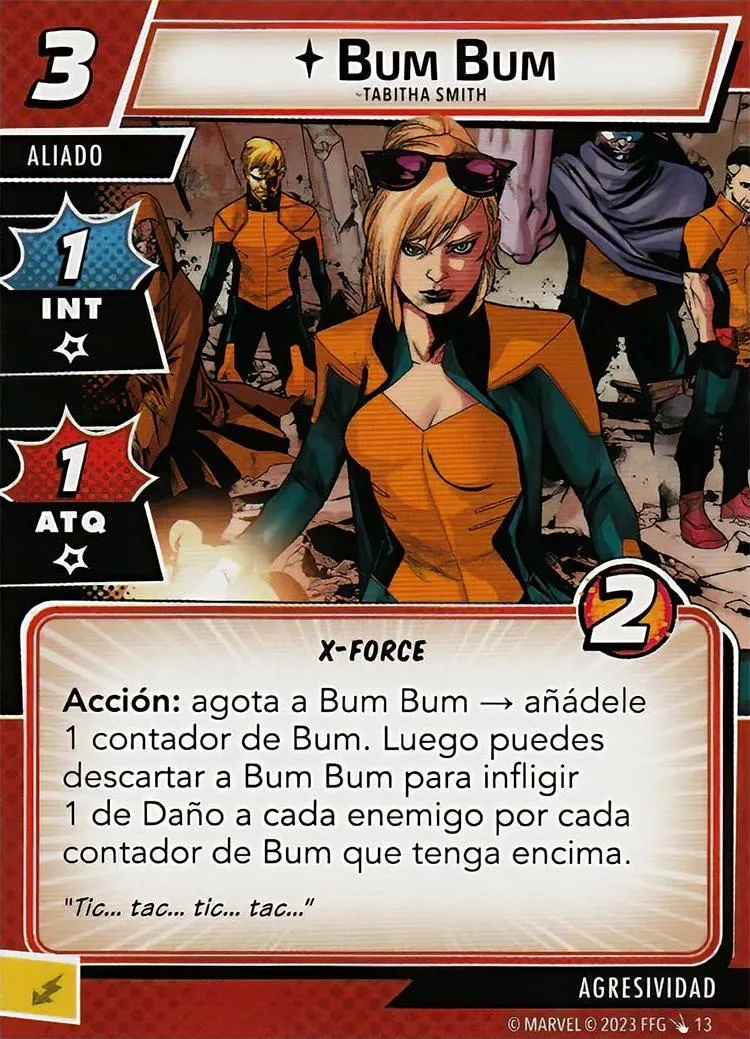 3
BUM BUM
TABITHA SMITH
ALIADO
1
INT
1
ATQ
2
X-FORCE
Acción: agota a Bum Bum → añádele
1 contador de Bum. Luego puedes
descartar a Bum Bum para infligir
1 de Daño a cada enemigo por cada
contador de Bum que tenga encima.
"Tic... tac... tic... tac..."
AGRESIVIDAD
© MARVEL © 2023 FFG 13